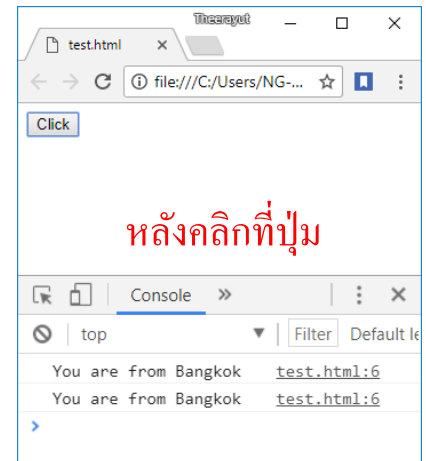 Theerayut
test.html
file:///C:/Users/NG-...
Click
หลังคลิกที่ปุ่ม
Console
top Filter Default le
You are from Bangkok test.html:6
You are from Bangkok test.html:6